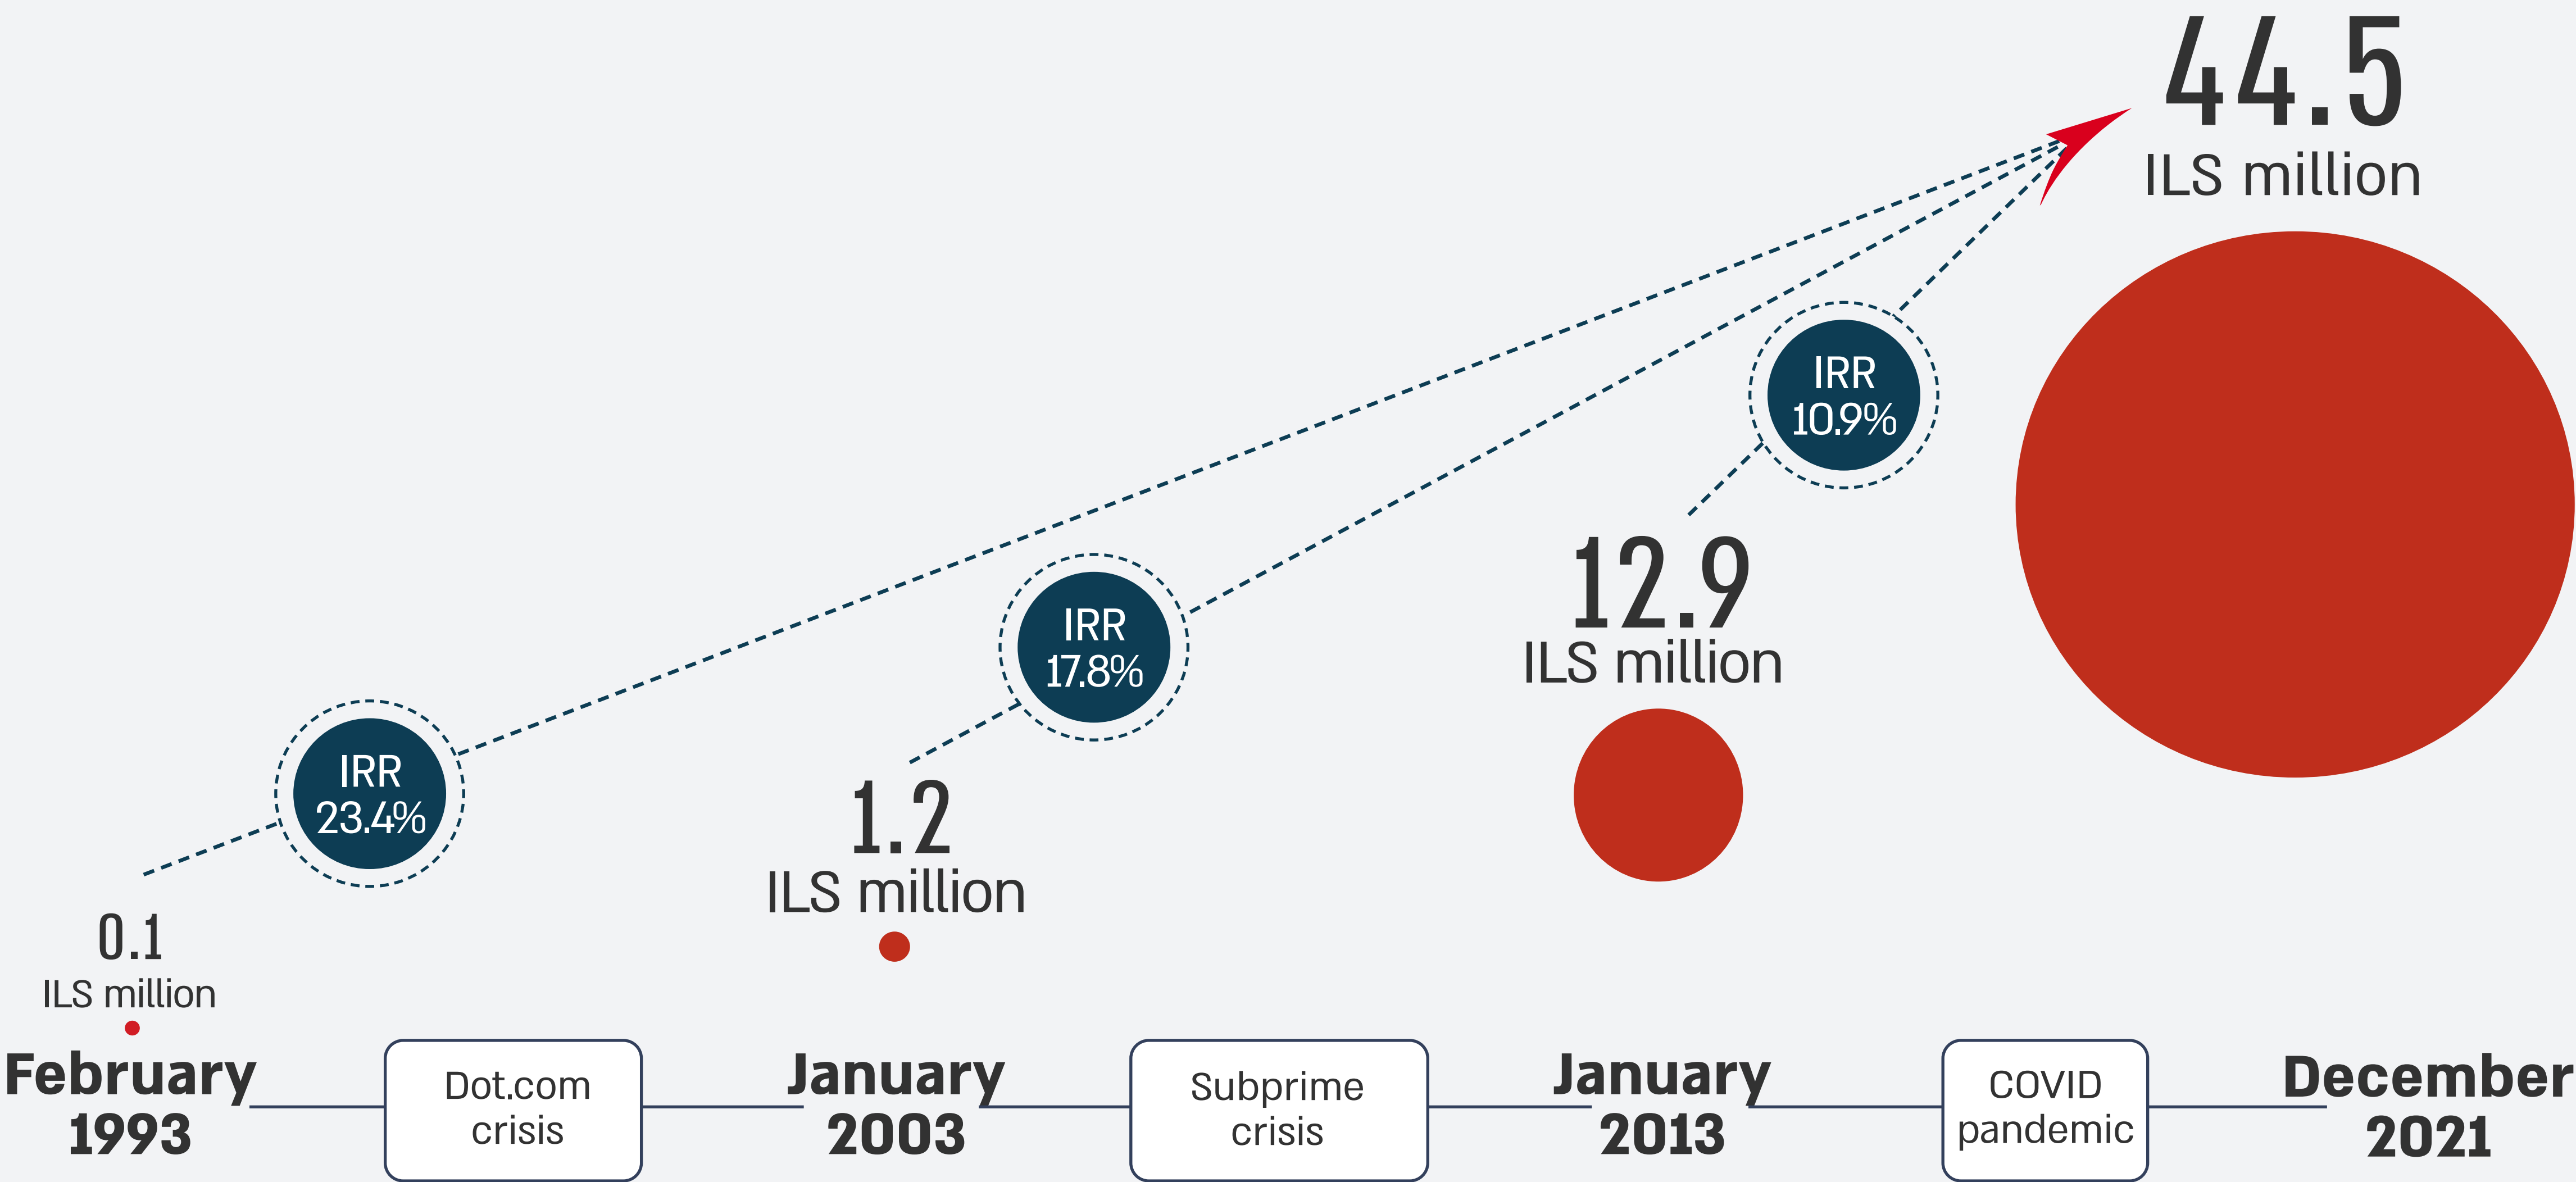 44.5
ILS million
IRR
10.9%
12.9
ILS million
IRR
17.8%
1.2
ILS million
IRR
23.4%
0.1
ILS million
February
1993
Dot.com
crisis
January
2003
Subprime
crisis
January
2013
COVID
pandemic
December
2021